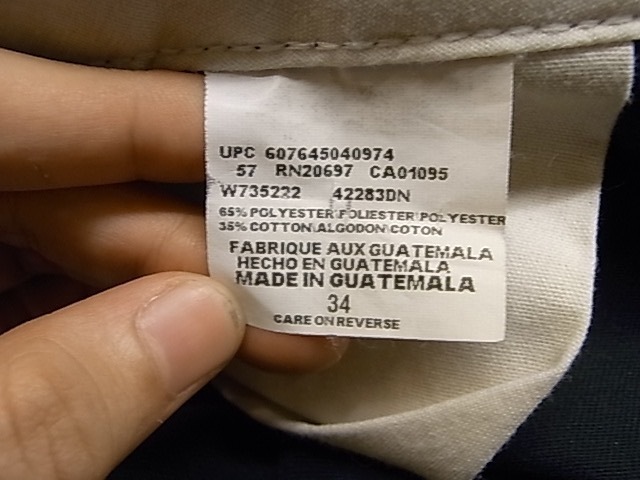 UPC 607645040974
57 RN20697 CA01095
W735222 42283DN
65% POLYESTER POLIESTER POLYESTER
35% COTTON ALGODON COTON
FABRIQUE AUX GUATEMALA
HECHO EN GUATEMALA
MADE IN GUATEMALA
34
CARE ON REVERSE